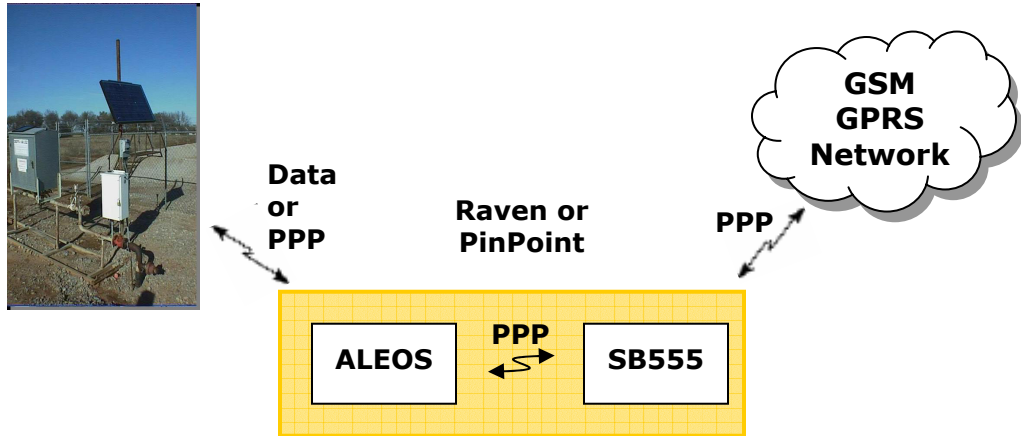 GSM
GPRS
Network
Data
or
PPP
Raven or
PinPoint
PPP
PPP
ALEOS
SB555